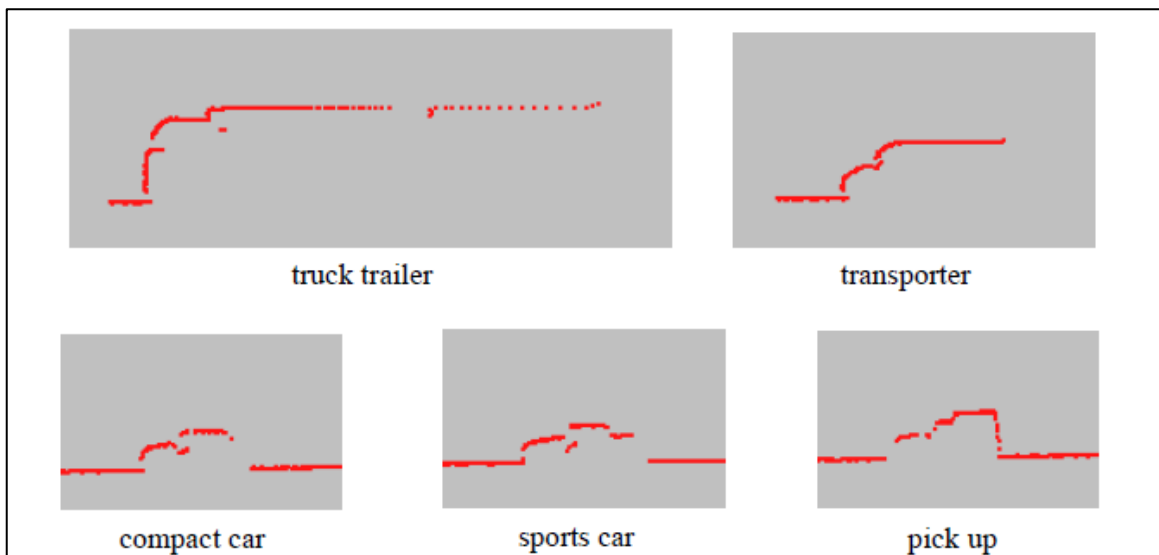 truck trailer
transporter
compact car
sports car
pick up